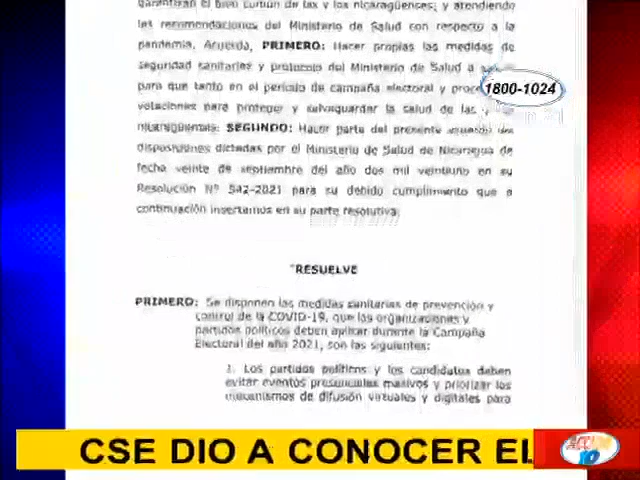 garantizan el bien común de las y los nicaragüenses; y atendiendo
las recomendaciones del Ministerio de Salud con respecto a la
pandemia, Acuerda, PRIMERO: Hacer propias las medidas de
seguridad sanitarias y protocolo del Ministerio de Salud a
para que tanto en el período de campaña electoral y
votaciones para proteger y salvaguardar la salud de las
nicaragüenses. SEGUNDO: Hacer parte del presente acuerdo las
disposiciones dictadas por el Ministerio de Salud de Nicaragua de
fecha veinte de septiembre del año dos mil veintiuno en su
Resolución Nº 542-2021 para su debido cumplimiento que a
continuación insertamos en su parte resolutiva
1800-1024
"RESUELVE
PRIMERO: Se disponen las medidas sanitarias de prevención y
control de la COVID-19, que las organizaciones y
partidos políticos deben aplicar durante la Campaña
Electoral del año 2021, son las siguientes:
1. Los partidos políticos y los candidatos deben
evitar eventos presenciales masivos y priorizar los
mecanismos de difusión virtuales y digitales para
CSE DIO A CONOCER EL
10